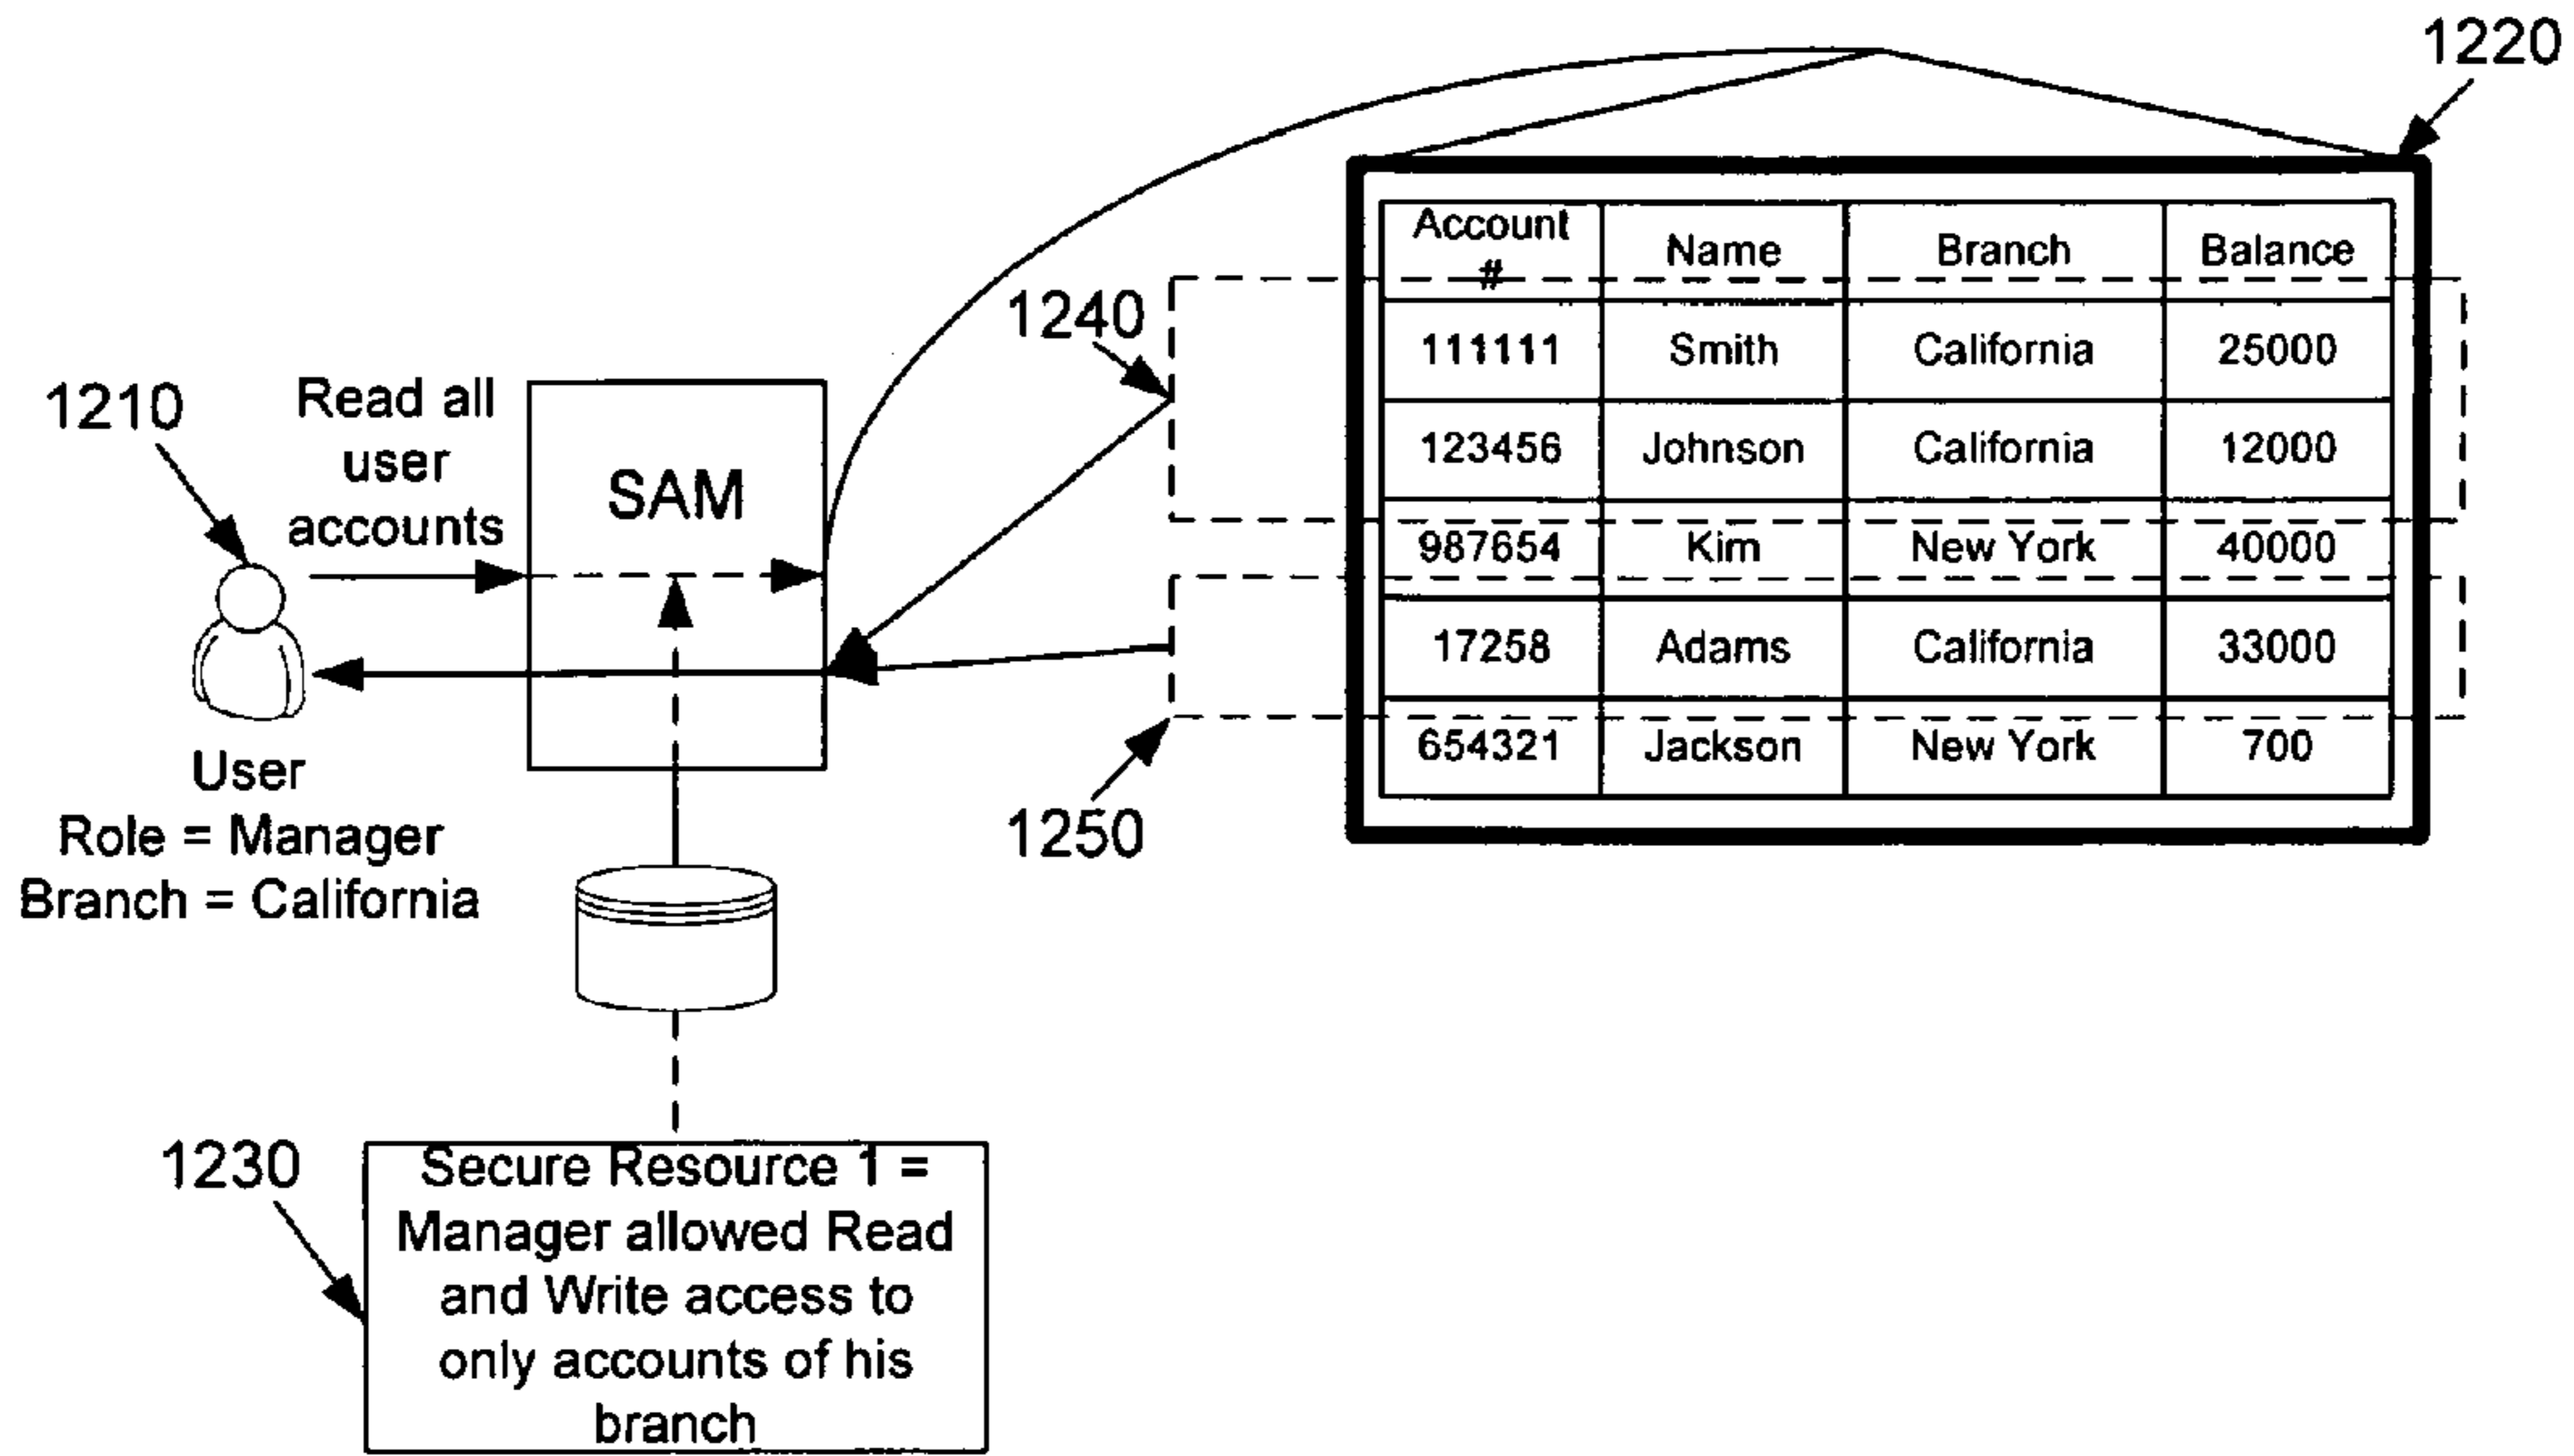 1220
Account
#
Name
Branch
Balance
111111
Smith
California
25000
123456
Johnson
California
12000
987654
Kim
New York
40000
17258
Adams
California
33000
654321
Jackson
New York
700
1240
1250
1210
Read all
user
accounts
SAM
User
Role = Manager
Branch = California
1230
Secure Resource 1 =
Manager allowed Read
and Write access to
only accounts of his
branch